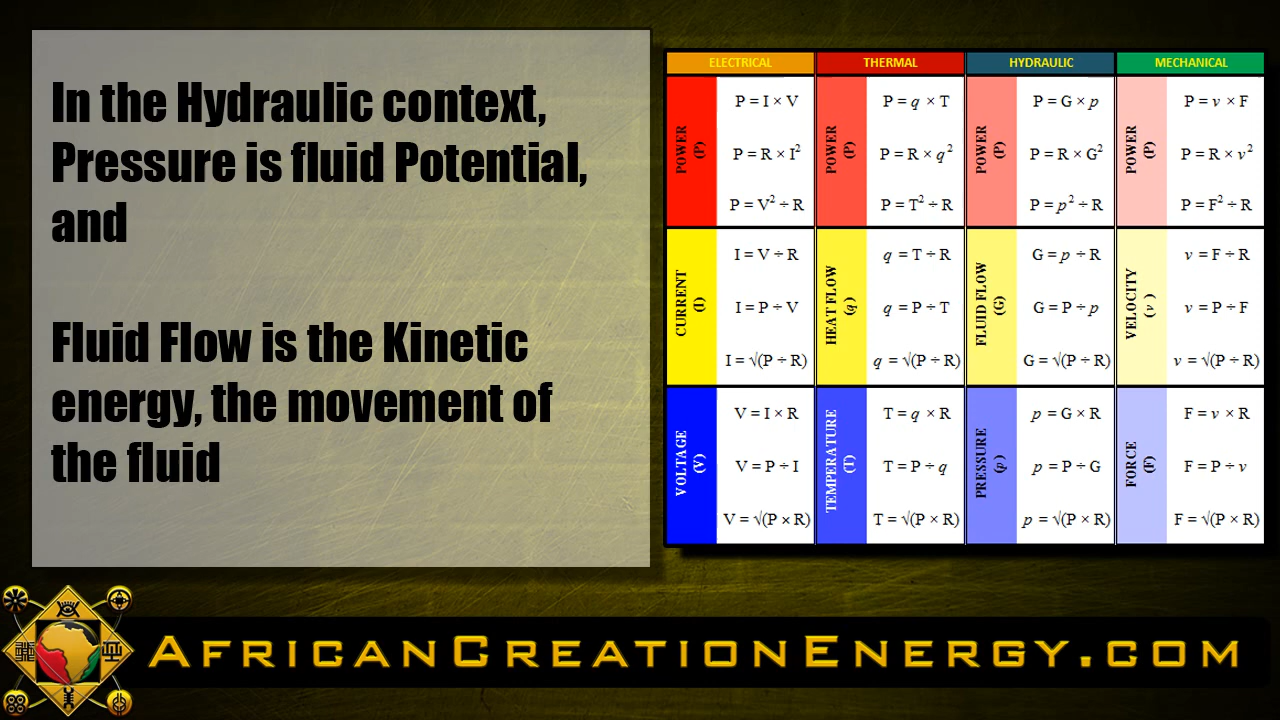 In the Hydraulic context,
Pressure is fluid Potential,
and
Fluid Flow is the Kinetic
energy, the movement of
the fluid
ELECTRICAL THERMAL HYDRAULIC MECHANICAL
POWER (P)
P = I × V
P = R × I²
P = V² ÷ R
POWER (P)
P = q × T
P = R × q²
P = T² ÷ R
POWER (P)
P = G × p
P = R × G²
P = p² ÷ R
POWER (P)
P = v × F
P = R × v²
P = F² ÷ R
CURRENT (I)
I = V ÷ R
I = P ÷ V
I = √(P ÷ R)
HEAT FLOW (q)
q = T ÷ R
q = P ÷ T
q = √(P ÷ R)
FLUID FLOW (G)
G = p ÷ R
G = P ÷ p
G = √(P ÷ R)
VELOCITY (v)
v = F ÷ R
v = P ÷ F
v = √(P ÷ R)
VOLTAGE (V)
V = I × R
V = P ÷ I
V = √(P × R)
TEMPERATURE (T)
T = q × R
T = P ÷ q
T = √(P × R)
PRESSURE (p)
p = G × R
p = P ÷ G
p = √(P × R)
FORCE (F)
F = v × R
F = P ÷ v
F = √(P × R)
AFRICANCREATIONENERGY.COM